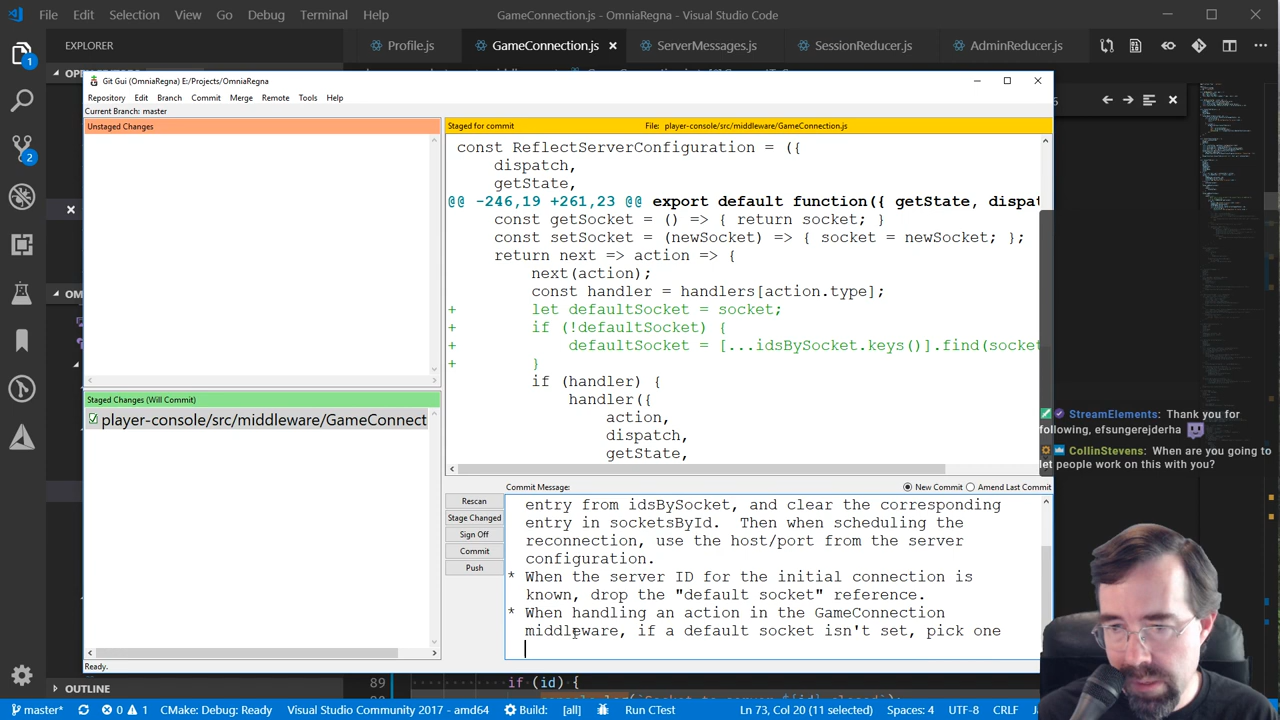 File Edit Selection View Go Debug Terminal Help GameConnection.js - OmniaRegna - Visual Studio Code
EXPLORER Profile.js GameConnection.js ServerMessages.js SessionReducer.js AdminReducer.js
Git Gui (OmniaRegna) E:/Projects/OmniaRegna
Repository Edit Branch Commit Merge Remote Tools Help
Current Branch: master
Unstaged Changes
Staged for commit File: player-console/src/middleware/GameConnection.js
const ReflectServerConfiguration = ({
dispatch,
getState,
@@ -246,19 +261,23 @@ export default function({ getState, dispat
const getSocket = () => { return socket; }
const setSocket = (newSocket) => { socket = newSocket; };
return next => action => {
next(action);
const handler = handlers[action.type];
+ let defaultSocket = socket;
+ if (!defaultSocket) {
+ defaultSocket = [...idsBySocket.keys()].find(socket
+ }
if (handler) {
handler({
action,
dispatch,
getState,
Staged Changes (Will Commit)
player-console/src/middleware/GameConnect
Commit Message: New Commit Amend Last Commit
Rescan
Stage Changed
Sign Off
Commit
Push
entry from idsBySocket, and clear the corresponding
entry in socketsById. Then when scheduling the
reconnection, use the host/port from the server
configuration.
* When the server ID for the initial connection is
known, drop the "default socket" reference.
* When handling an action in the GameConnection
middleware, if a default socket isn't set, pick one
Ready.
StreamElements: Thank you for
following, efsungerejderha
CollinStevens: When are you going to
let people work on this with you?
OUTLINE
89 if (id) {
master* 0 1 CMake: Debug: Ready Visual Studio Community 2017 - amd64 Build: [all] Run CTest Ln 73, Col 20 (11 selected) Spaces: 4 UTF-8 CRLF